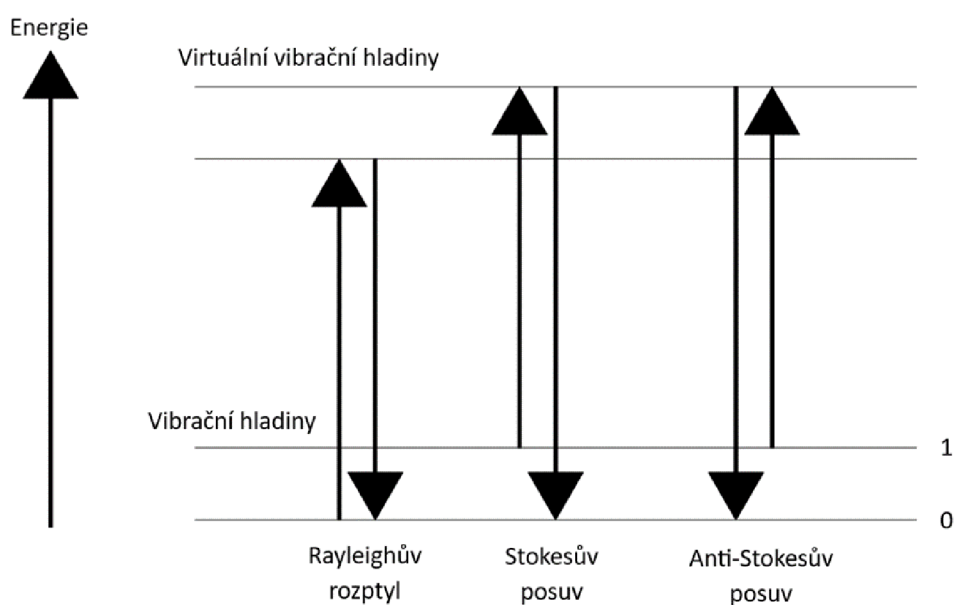 Energie
Virtuální vibrační hladiny
Vibrační hladiny
1
0
Rayleighův
rozptyl
Stokesův
posuv
Anti-Stokesův
posuv